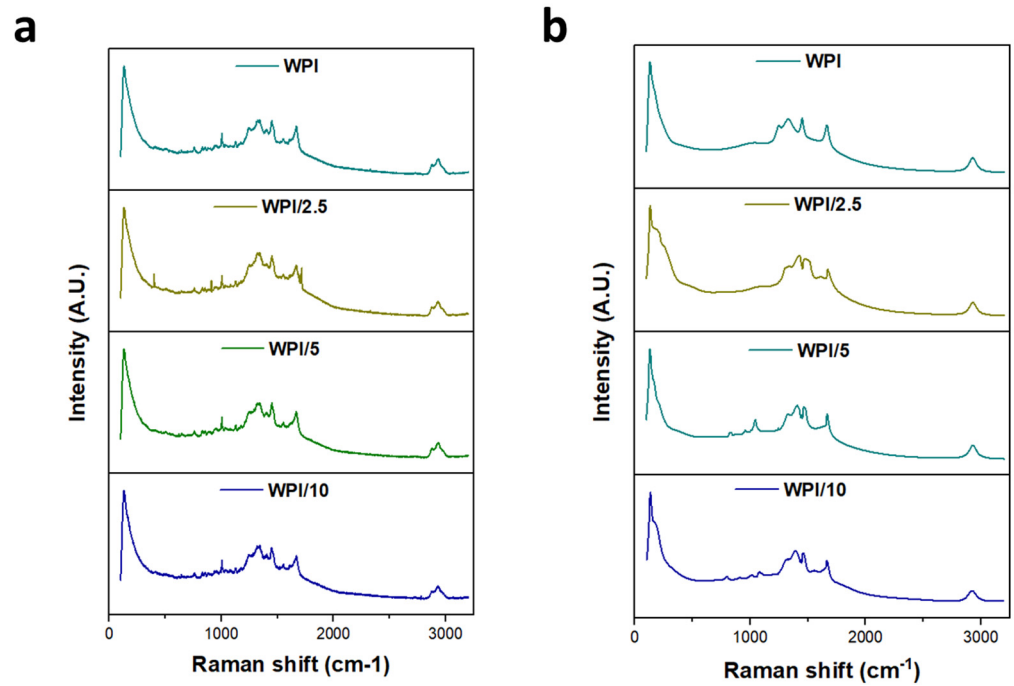 a
WPI
WPI/2.5
WPI/5
WPI/10
Intensity (A.U.)
0 1000 2000 3000
Raman shift (cm-1)
b
WPI
WPI/2.5
WPI/5
WPI/10
Intensity (A.U.)
0 1000 2000 3000
Raman shift (cm⁻¹)